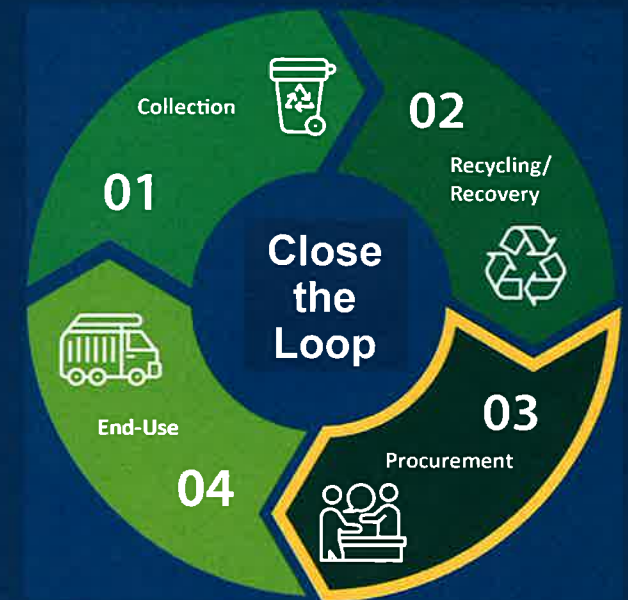 Collection
01
02
Recycling/
Recovery
Close
the
Loop
03
Procurement
End-Use
04